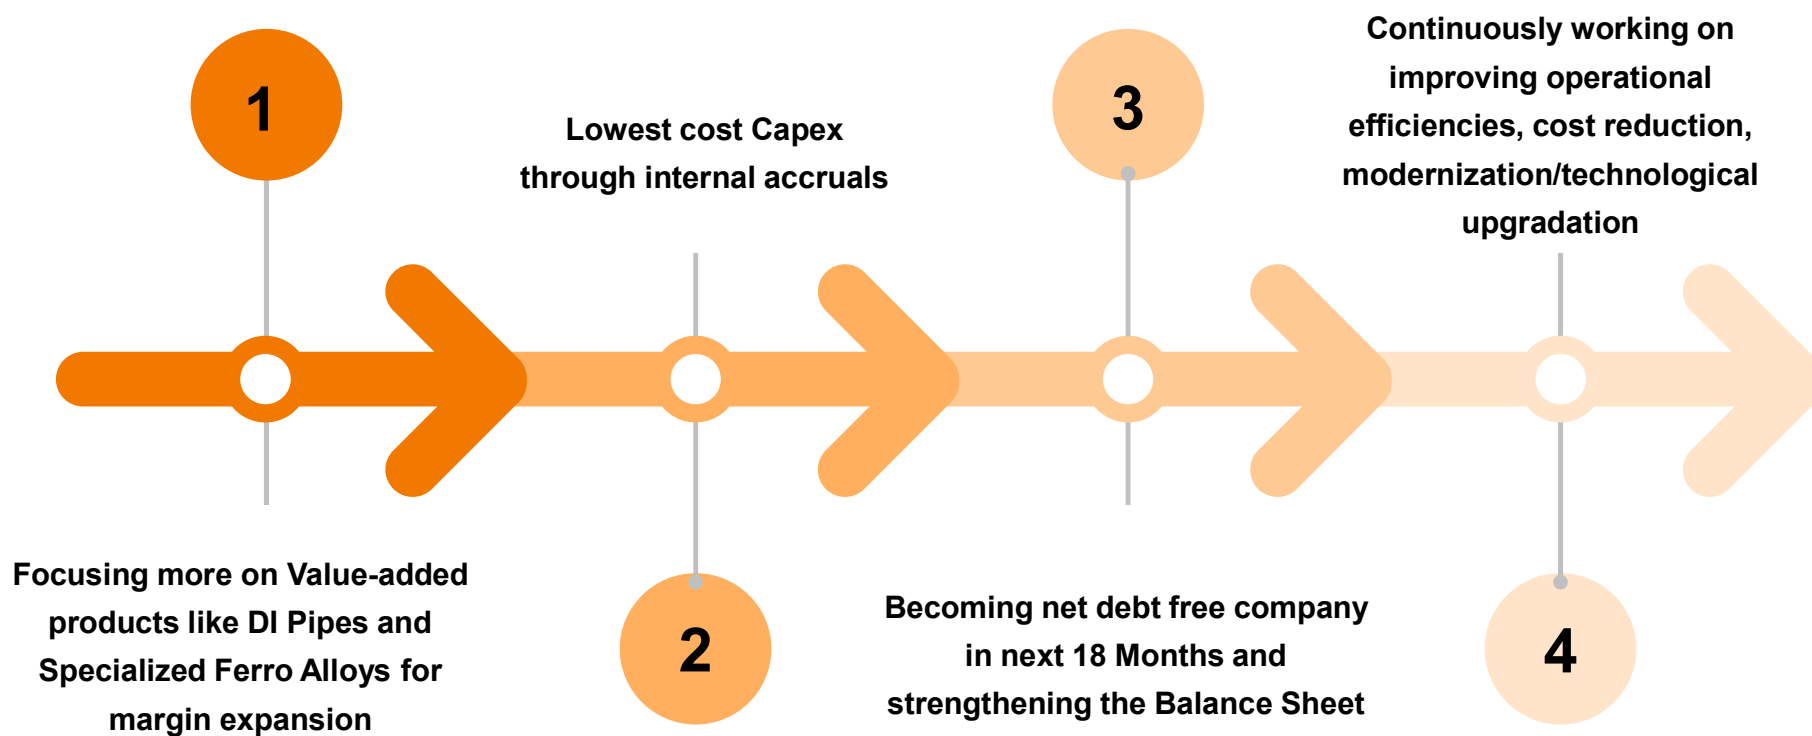 1
Focusing more on Value-added
products like DI Pipes and
Specialized Ferro Alloys for
margin expansion
Lowest cost Capex
through internal accruals
2
3
Becoming net debt free company
in next 18 Months and
strengthening the Balance Sheet
Continuously working on
improving operational
efficiencies, cost reduction,
modernization/technological
upgradation
4